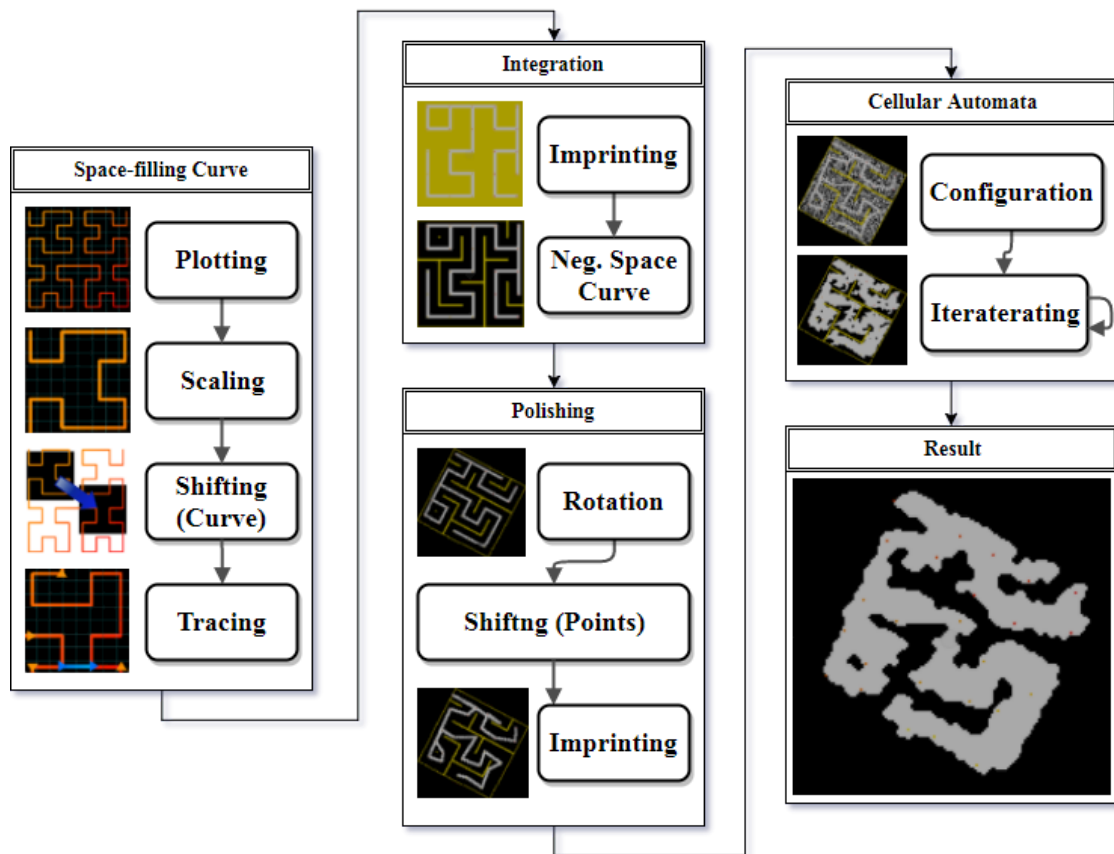 Space-filling Curve
Plotting
Scaling
Shifting
(Curve)
Tracing
Integration
Imprinting
Neg. Space
Curve
Polishing
Rotation
Shiftng (Points)
Imprinting
Cellular Automata
Configuration
Iteraterating
Result